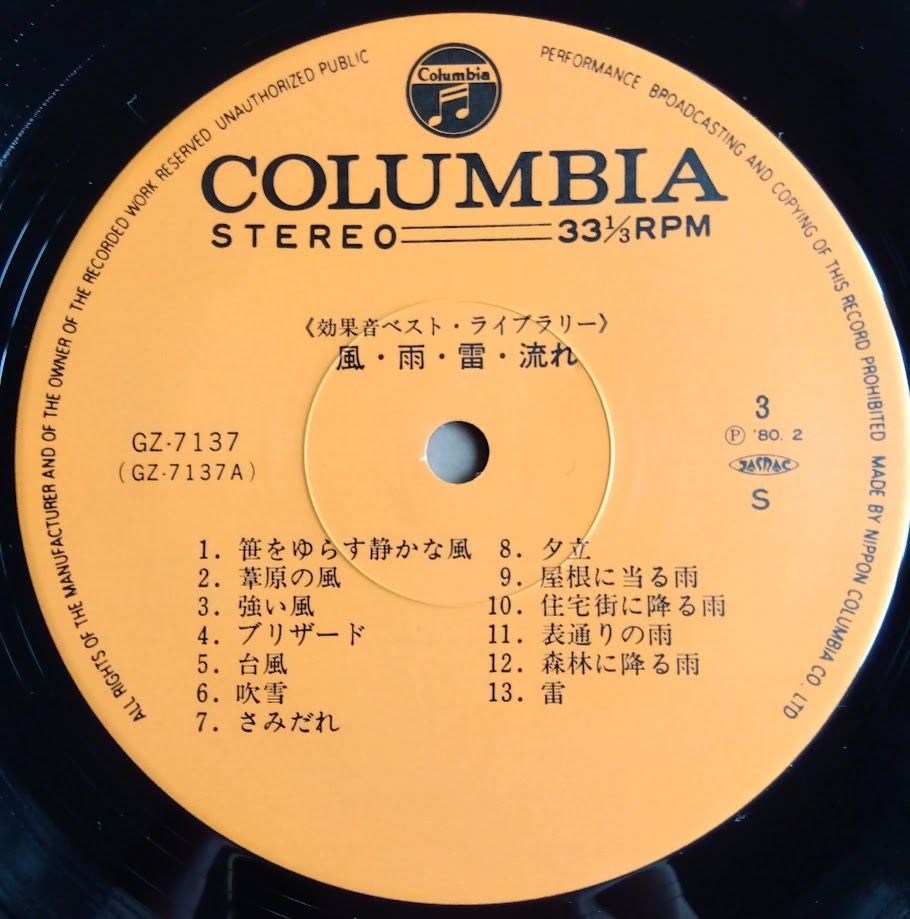 ALL RIGHTS OF THE MANUFACTURER AND OF THE OWNER OF THE RECORDED WORK RESERVED UNAUTHORIZED PUBLIC PERFORMANCE BROADCASTING AND COPYING OF THIS RECORD PROHIBITED MADE BY NIPPON COLUMBIA CO. LTD
Columbia
COLUMBIA
STEREO 33⅓RPM
《効果音ベスト・ライブラリー》
風・雨・雷・流れ
GZ-7137
(GZ-7137A)
3
Ⓟ '80. 2
JASRAC
S
1. 笹をゆらす静かな風
2. 葦原の風
3. 強い風
4. ブリザード
5. 台風
6. 吹雪
7. さみだれ
8. 夕立
9. 屋根に当る雨
10. 住宅街に降る雨
11. 表通りの雨
12. 森林に降る雨
13. 雷